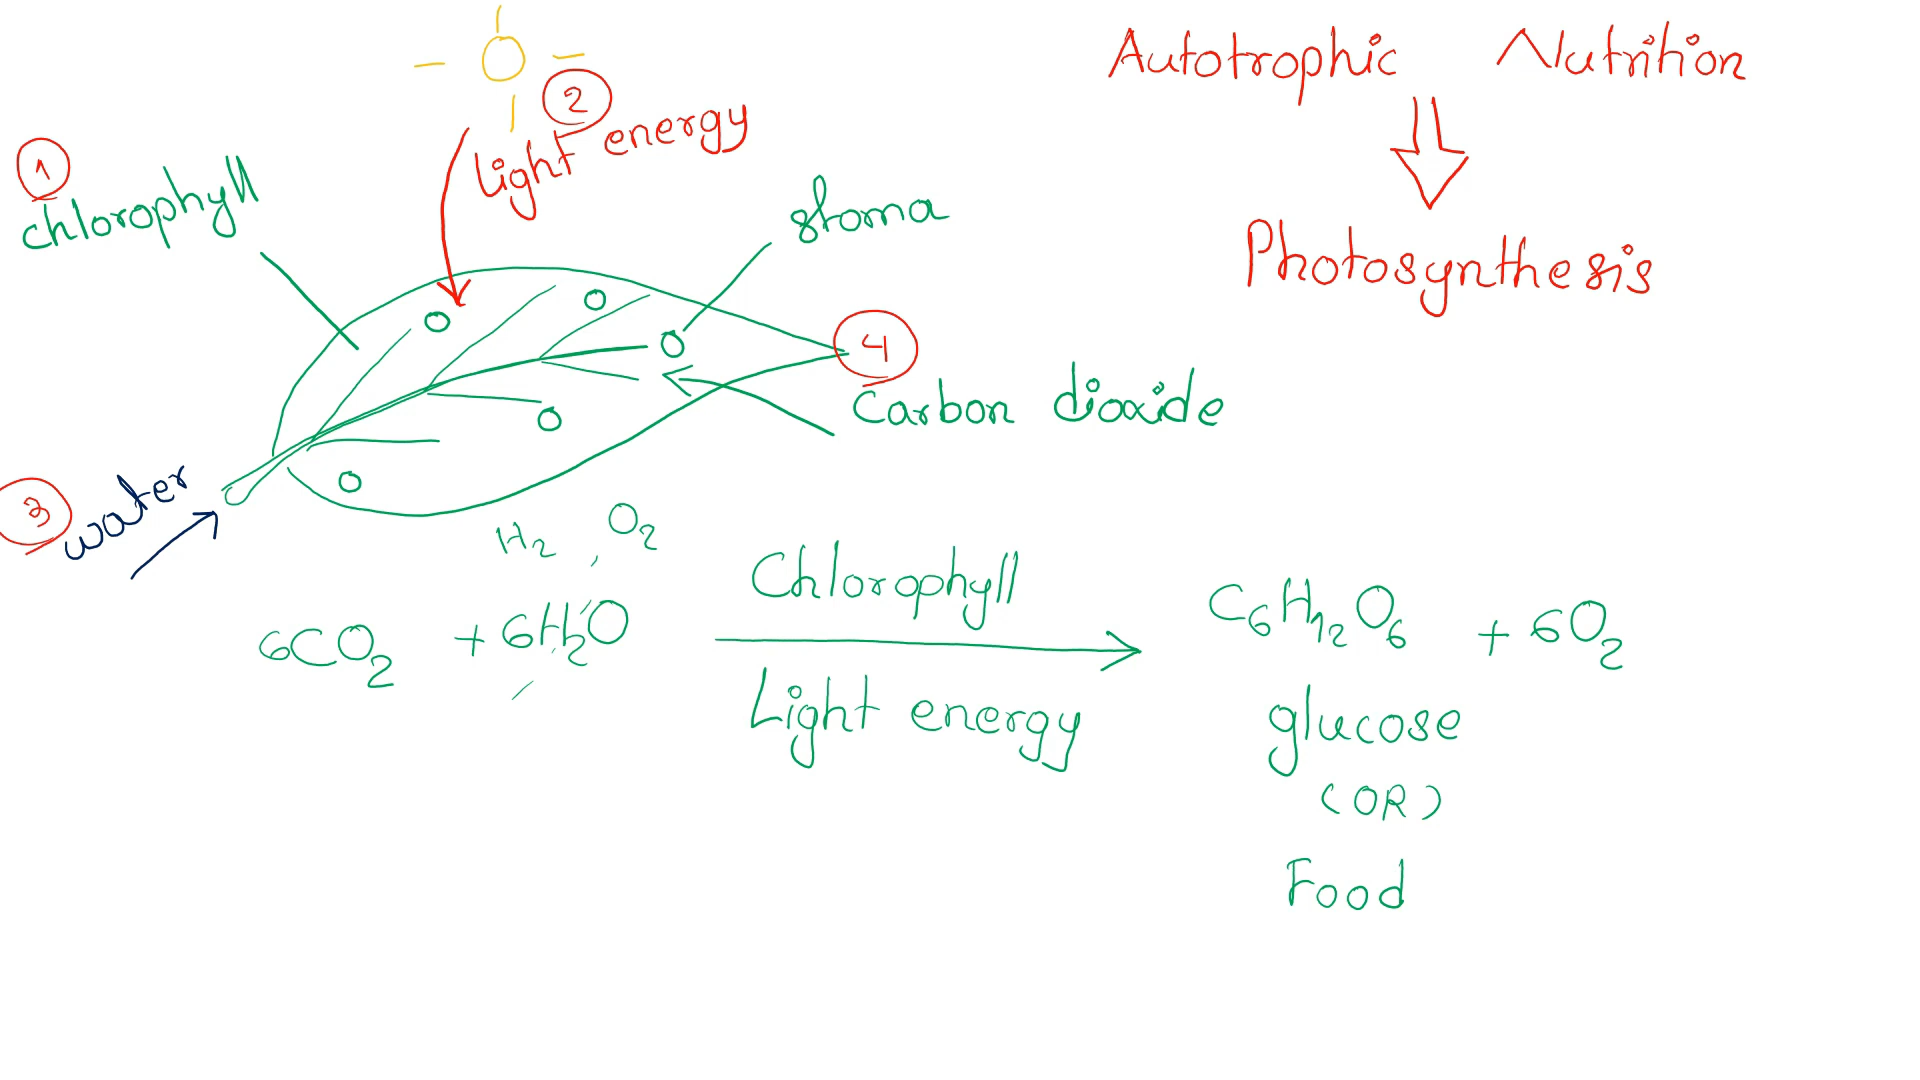 Autotrophic Nutrition
Photosynthesis
2
light energy
1
chlorophyll
stoma
4
Carbon dioxide
3
water
H2 , O2
6CO2 + 6H2O
Chlorophyll
Light energy
C6H12O6 + 6O2
glucose
(OR)
Food